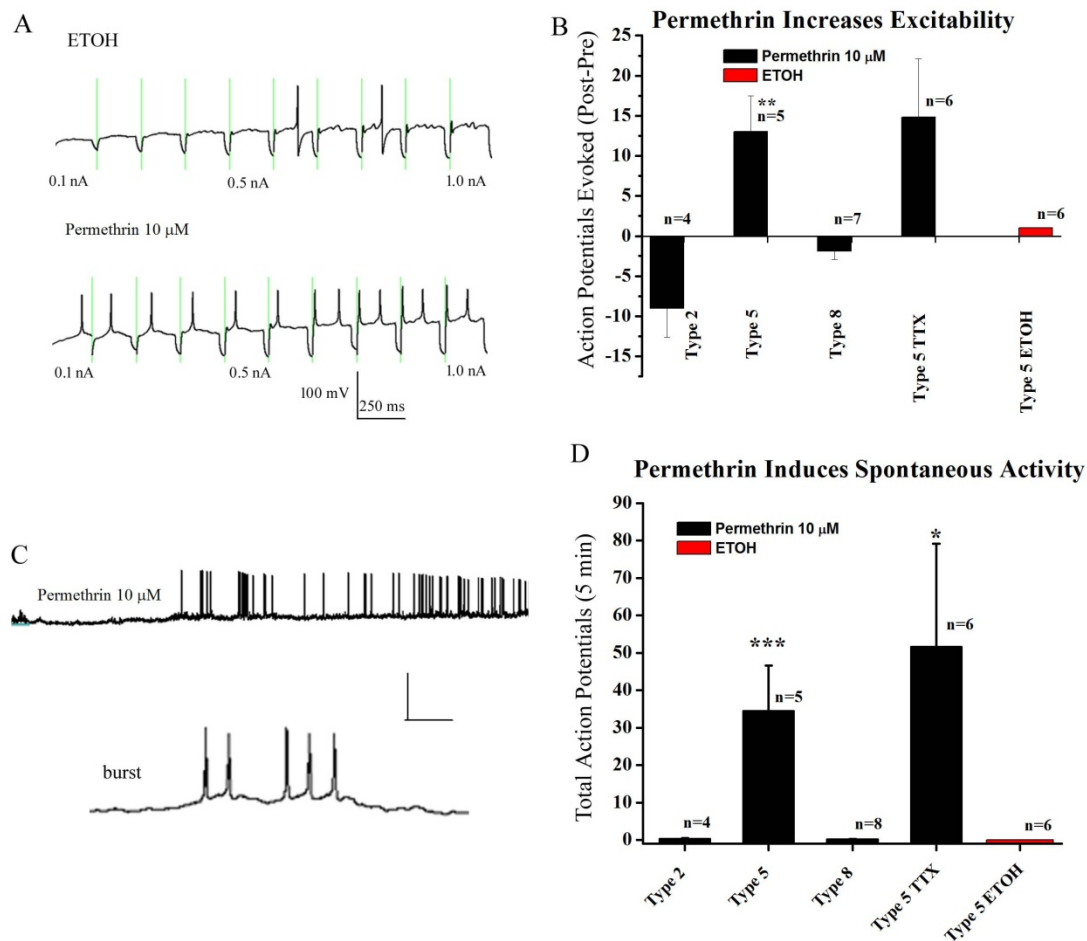 A
ETOH
0.1 nA 0.5 nA 1.0 nA
Permethrin 10 μM
0.1 nA 0.5 nA 1.0 nA
100 mV
250 ms
B
Permethrin Increases Excitability
Permethrin 10 μM
ETOH
Action Potentials Evoked (Post-Pre)
25
20
15
10
5
0
-5
-10
-15
n=4
**
n=5
n=7
n=6
n=6
Type 2
Type 5
Type 8
Type 5 TTX
Type 5 ETOH
C
Permethrin 10 μM
burst
D
Permethrin Induces Spontaneous Activity
Permethrin 10 μM
ETOH
Total Action Potentials (5 min)
90
80
70
60
50
40
30
20
10
0
n=4
***
n=5
n=8
*
n=6
n=6
Type 2
Type 5
Type 8
Type 5 TTX
Type 5 ETOH